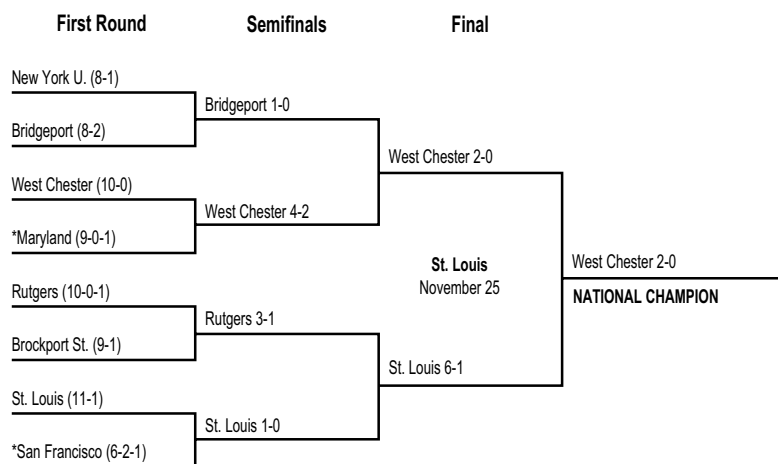 First Round
Semifinals
Final
New York U. (8-1)
Bridgeport (8-2)
West Chester (10-0)
*Maryland (9-0-1)
Rutgers (10-0-1)
Brockport St. (9-1)
St. Louis (11-1)
*San Francisco (6-2-1)
Bridgeport 1-0
West Chester 4-2
Rutgers 3-1
St. Louis 1-0
West Chester 2-0
St. Louis 6-1
St. Louis
November 25
West Chester 2-0
NATIONAL CHAMPION